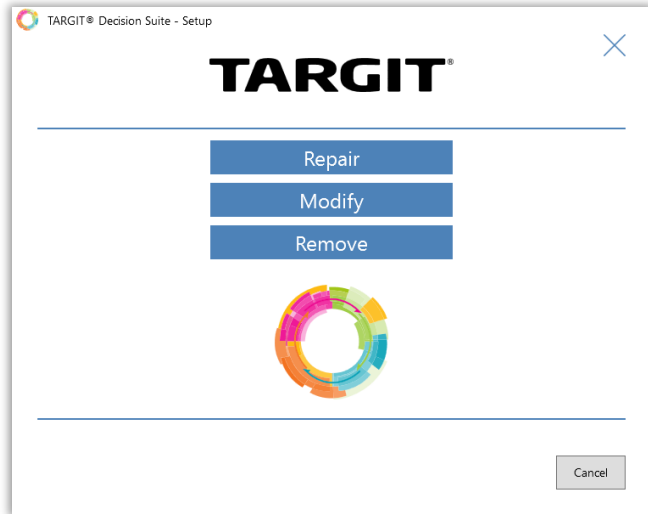 TARGIT® Decision Suite - Setup
TARGIT®
Repair
Modify
Remove
Cancel